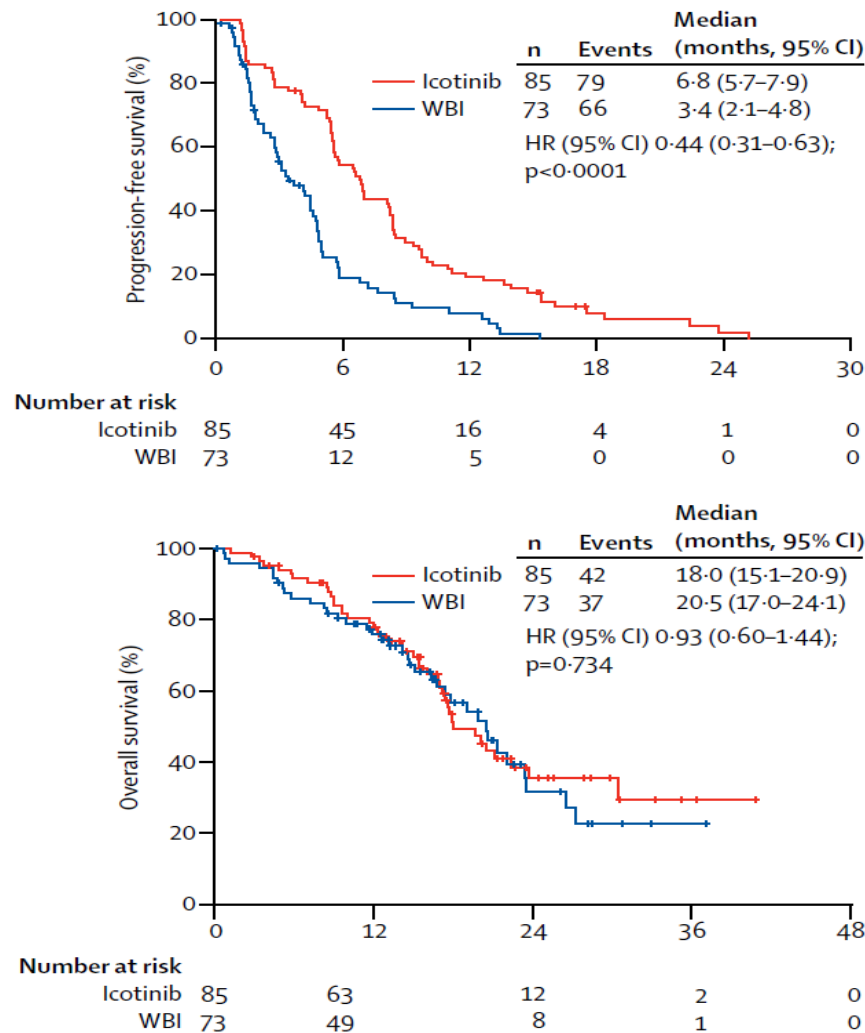 Median
n Events (months, 95% CI)
Icotinib 85 79 6·8 (5·7–7·9)
WBI 73 66 3·4 (2·1–4·8)
HR (95% CI) 0·44 (0·31–0·63);
p<0·0001
Progression-free survival (%)
100
80
60
40
20
0
0 6 12 18 24 30
Number at risk
Icotinib 85 45 16 4 1 0
WBI 73 12 5 0 0 0
Median
n Events (months, 95% CI)
Icotinib 85 42 18·0 (15·1–20·9)
WBI 73 37 20·5 (17·0–24·1)
HR (95% CI) 0·93 (0·60–1·44);
p=0·734
Overall survival (%)
100
80
60
40
20
0
0 12 24 36 48
Number at risk
Icotinib 85 63 12 2 0
WBI 73 49 8 1 0